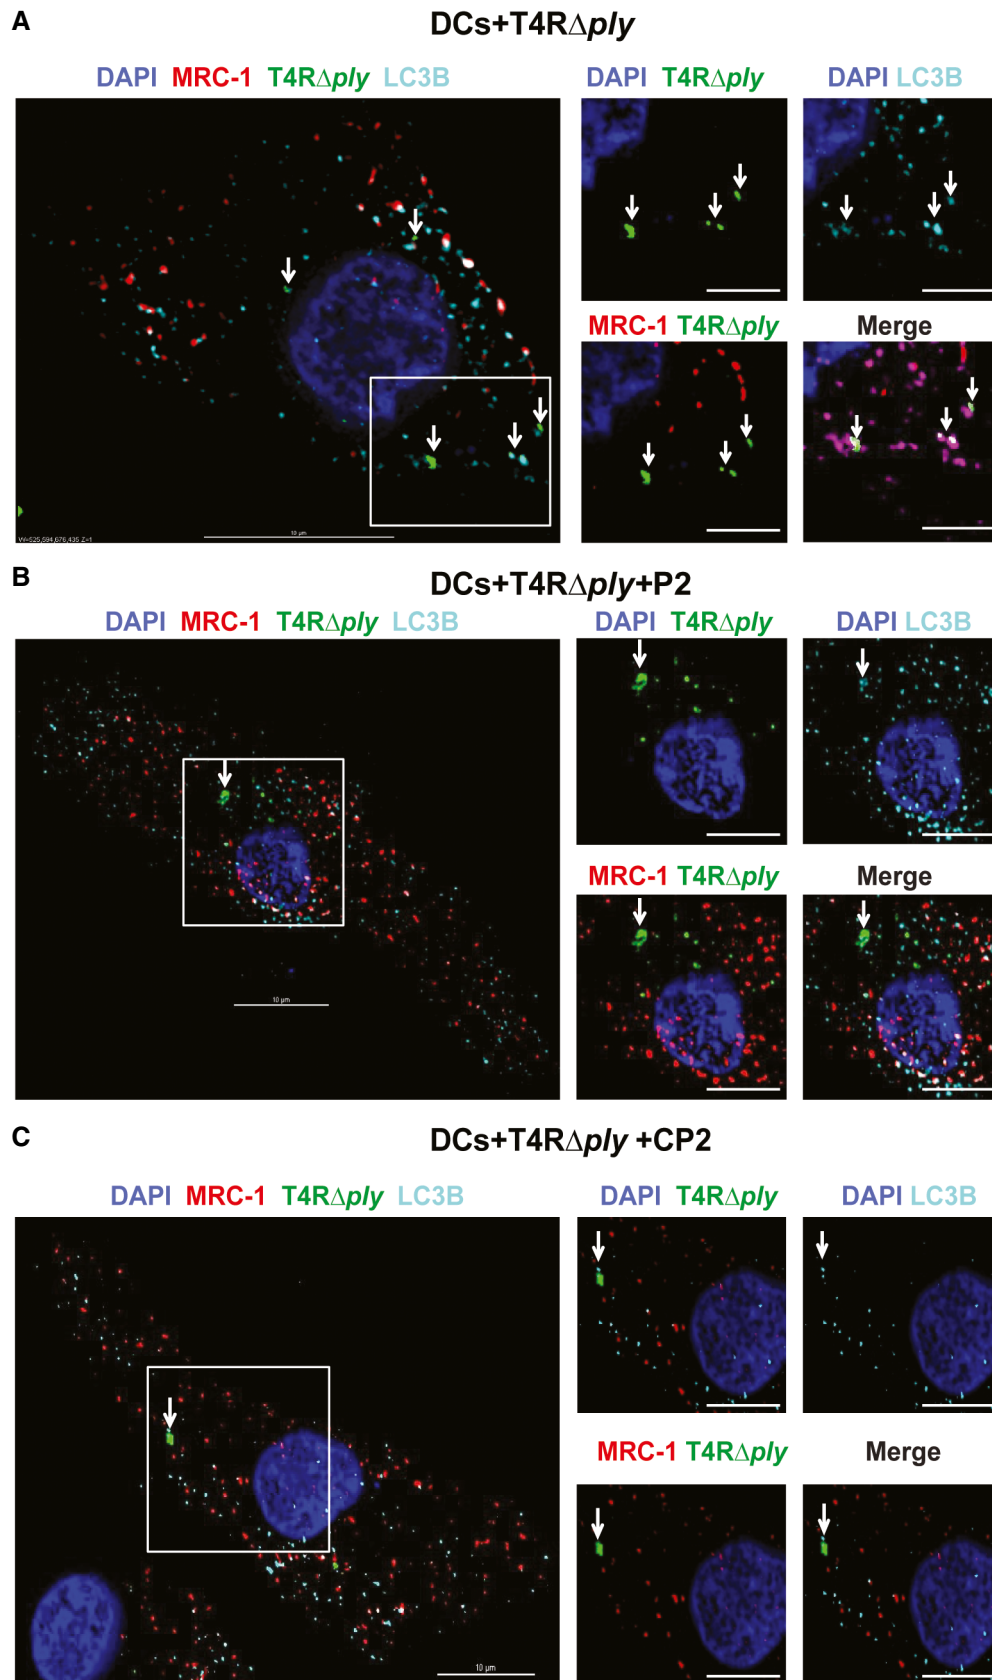 A
DCs+T4RΔply
DAPI MRC-1 T4RΔply LC3B
DAPI T4RΔply
DAPI LC3B
MRC-1 T4RΔply
Merge
10 µm
B
DCs+T4RΔply+P2
DAPI MRC-1 T4RΔply LC3B
DAPI T4RΔply
DAPI LC3B
MRC-1 T4RΔply
Merge
10 µm
C
DCs+T4RΔply +CP2
DAPI MRC-1 T4RΔply LC3B
DAPI T4RΔply
DAPI LC3B
MRC-1 T4RΔply
Merge
10 µm